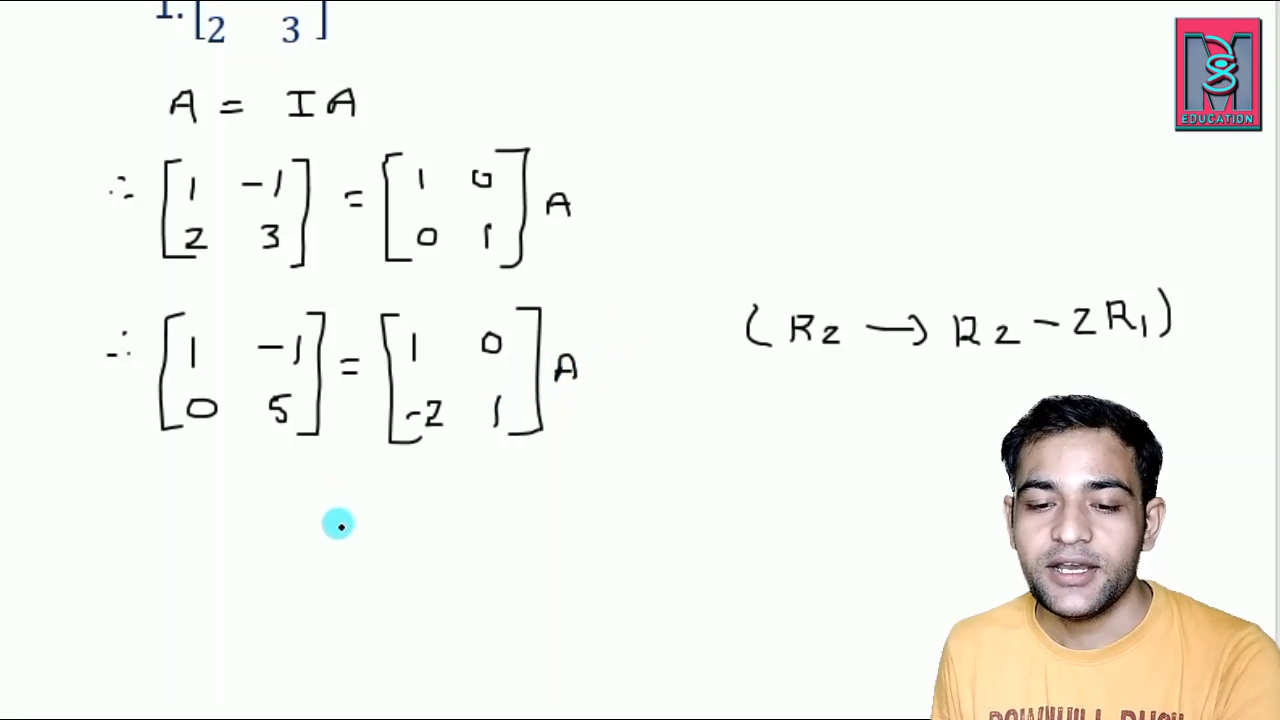 1. [
2 3 ]
MS
EDUCATION
A = IA
∴ [ 1 -1 ] = [ 1 0 ] A
[ 2 3 ] [ 0 1 ]
∴ [ 1 -1 ] = [ 1 0 ] A (R2 → R2 - 2R1)
[ 0 5 ] [ -2 1 ]